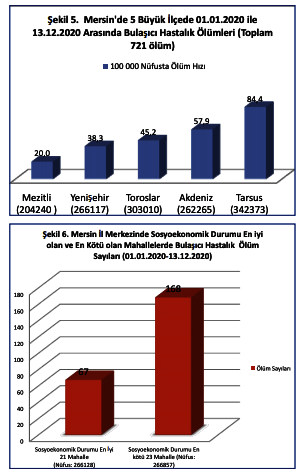 Şekil 5. Mersin'de 5 Büyük İlçede 01.01.2020 ile
13.12.2020 Arasında Bulaşıcı Hastalık Ölümleri (Toplam
721 ölüm)
100 000 Nüfusta Ölüm Hızı
20.0
38.3
45.2
57.9
84.4
Mezitli
(204240 )
Yenişehir
(266117)
Toroslar
(303010)
Akdeniz
(262265)
Tarsus
(342373)
Şekil 6. Mersin İl Merkezinde Sosyoekonomik Durumu En iyi
olan ve En Kötü olan Mahallelerde Bulaşıcı Hastalık Ölüm
Sayıları (01.01.2020-13.12.2020)
180
160
140
120
100
80
60
40
20
0
67
168
Ölüm Sayıları
Sosyoekonomik Durumu En İyi
21 Mahalle
(Nüfus: 266128)
Sosyoekonomik Durumu En
kötü 23 Mahalle (Nüfus:
266857)